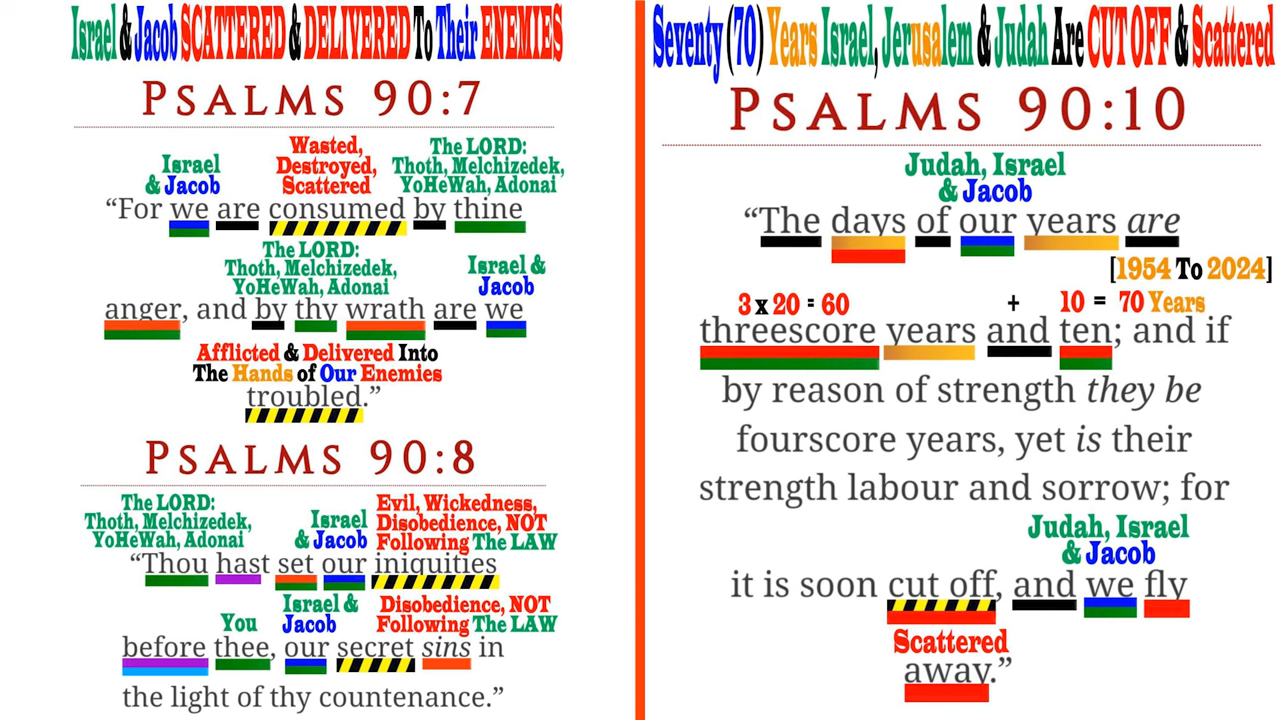 Israel & Jacob SCATTERED & DELIVERED To Their ENEMIES
PSALMS 90:7
Israel & Jacob
Wasted, Destroyed, Scattered
The LORD: Thoth, Melchizedek, YoHeWah, Adonai
“For we are consumed by thine
The LORD: Thoth, Melchizedek, YoHeWah, Adonai
Israel & Jacob
anger, and by thy wrath are we
Afflicted & Delivered Into
The Hands of Our Enemies
troubled.”
PSALMS 90:8
The LORD: Thoth, Melchizedek, YoHeWah, Adonai
Israel & Jacob
Evil, Wickedness, Disobedience, NOT Following The LAW
“Thou hast set our iniquities
You
Israel & Jacob
Disobedience, NOT Following The LAW
before thee, our secret sins in
the light of thy countenance.”
Seventy (70) Years Israel, Jerusalem & Judah Are CUT OFF & Scattered
PSALMS 90:10
Judah, Israel
& Jacob
“The days of our years are
[1954 To 2024]
3 x 20 = 60 + 10 = 70 Years
threescore years and ten; and if
by reason of strength they be
fourscore years, yet is their
strength labour and sorrow; for
Judah, Israel
& Jacob
it is soon cut off, and we fly
Scattered
away.”